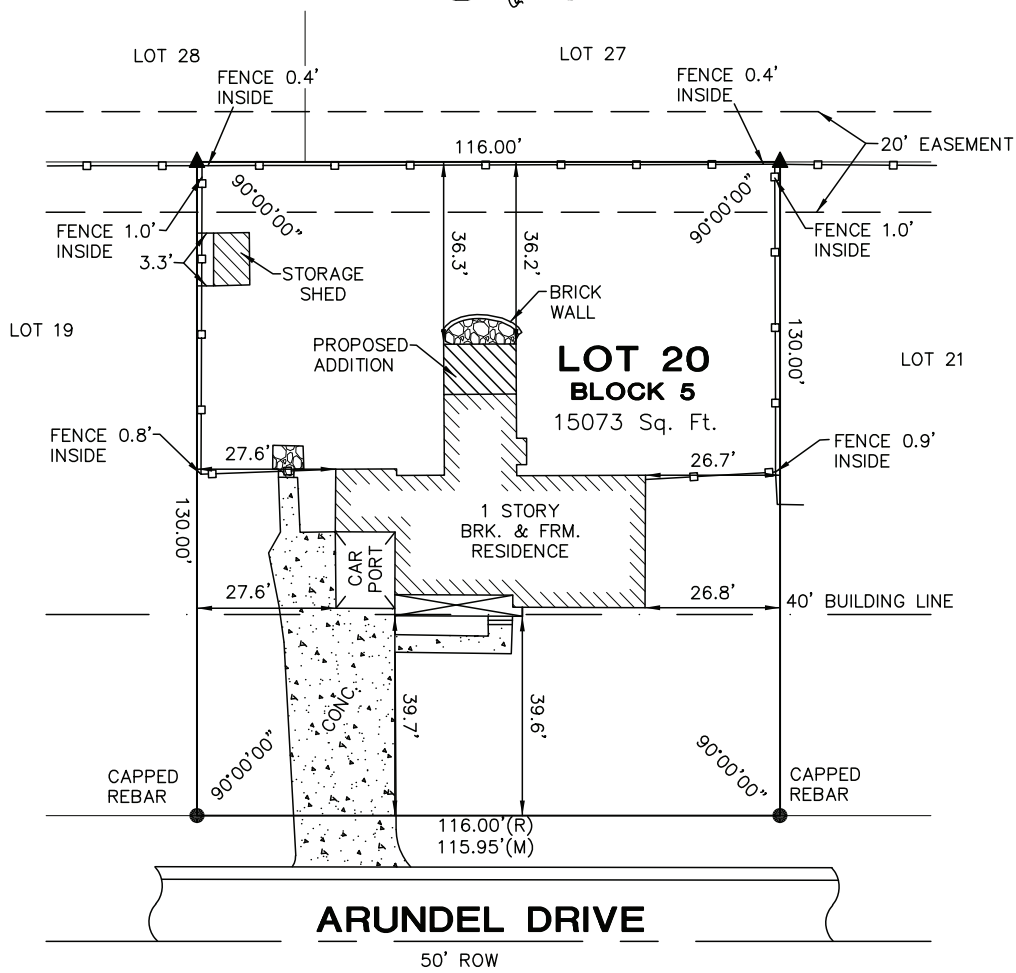 LOT 28
LOT 27
FENCE 0.4'
INSIDE
FENCE 0.4'
INSIDE
116.00'
20' EASEMENT
90°00'00"
90°00'00"
FENCE 1.0'
INSIDE
FENCE 1.0'
INSIDE
3.3'
STORAGE
SHED
36.3'
36.2'
BRICK
WALL
LOT 19
PROPOSED
ADDITION
LOT 20
BLOCK 5
15073 Sq. Ft.
130.00'
LOT 21
FENCE 0.8'
INSIDE
27.6'
26.7'
FENCE 0.9'
INSIDE
130.00'
1 STORY
BRK. & FRM.
RESIDENCE
CAR
PORT
27.6'
26.8'
40' BUILDING LINE
CONC.
39.7'
39.6'
90°00'00"
90°00'00"
CAPPED
REBAR
CAPPED
REBAR
116.00'(R)
115.95'(M)
ARUNDEL DRIVE
50' ROW